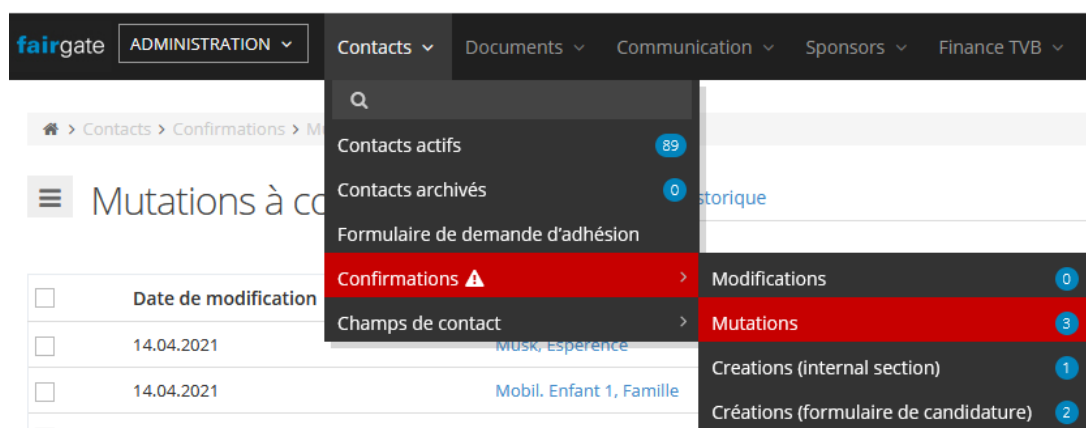 fairgate ADMINISTRATION Contacts Documents Communication Sponsors Finance TVB
> Contacts > Confirmations >
Contacts actifs 89
Contacts archivés 0
Mutations à storique
Formulaire de demande d'adhésion
Confirmations Modifications 0
Date de modification
Champs de contact Mutations 3
14.04.2021 Musk, Esperence
Creations (internal section) 1
14.04.2021 Mobil. Enfant 1, Famille
Créations (formulaire de candidature) 2